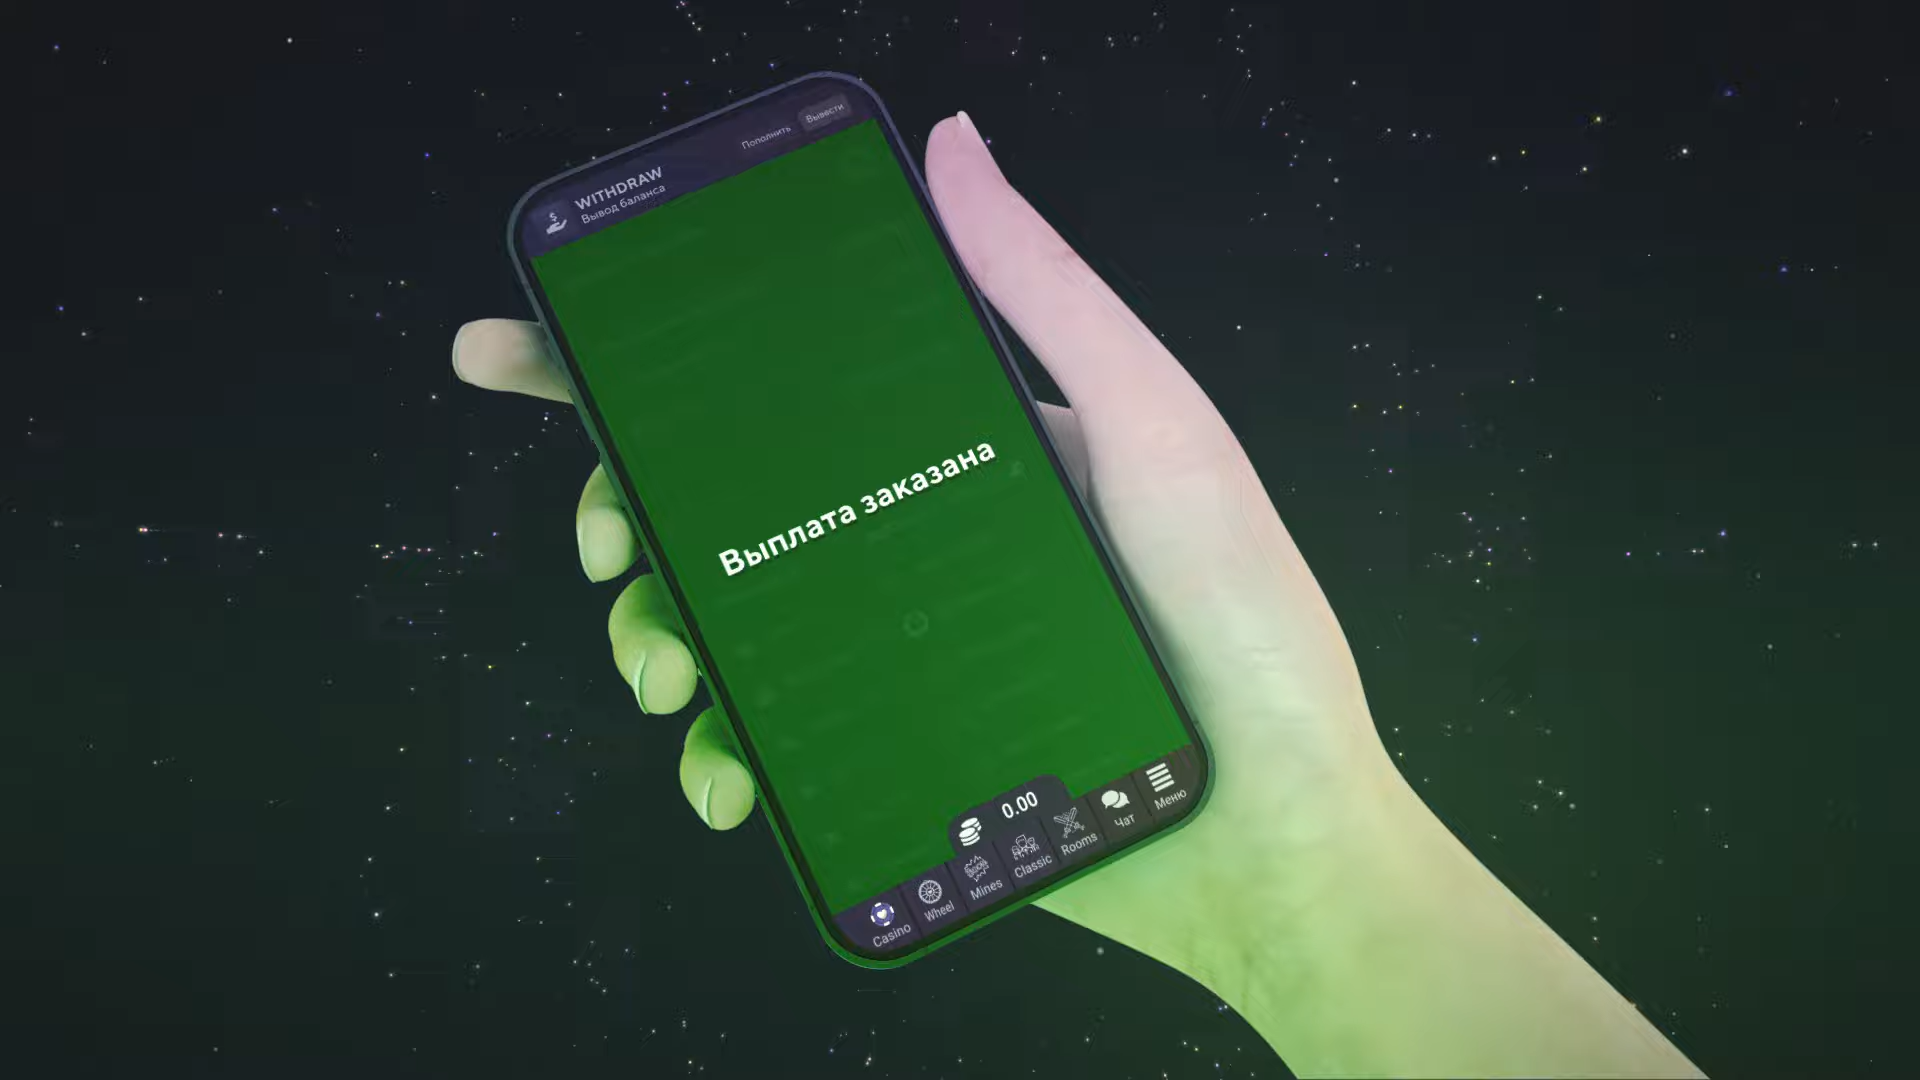 Пополнить
Вывести
WITHDRAW
Вывод баланса
Выплата заказана
0.00
Casino
Wheel
Mines
Classic
Rooms
Чат
Меню